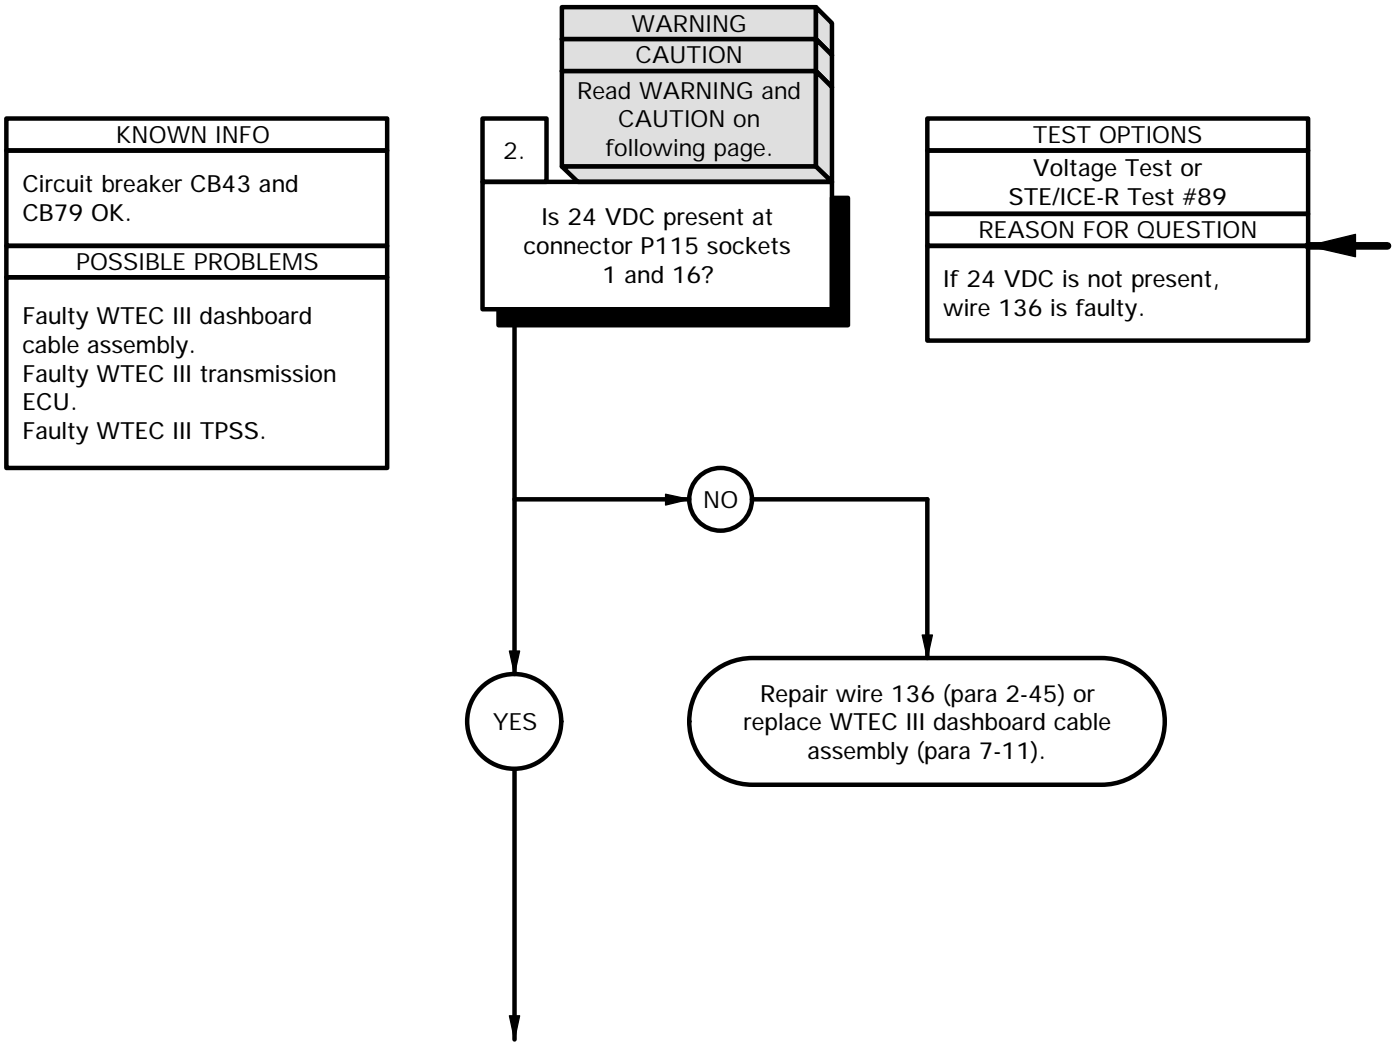 KNOWN INFO
Circuit breaker CB43 and
CB79 OK.
POSSIBLE PROBLEMS
Faulty WTEC III dashboard
cable assembly.
Faulty WTEC III transmission
ECU.
Faulty WTEC III TPSS.
WARNING
CAUTION
Read WARNING and
CAUTION on
following page.
2.
Is 24 VDC present at
connector P115 sockets
1 and 16?
TEST OPTIONS
Voltage Test or
STE/ICE-R Test #89
REASON FOR QUESTION
If 24 VDC is not present,
wire 136 is faulty.
NO
YES
Repair wire 136 (para 2-45) or
replace WTEC III dashboard cable
assembly (para 7-11).